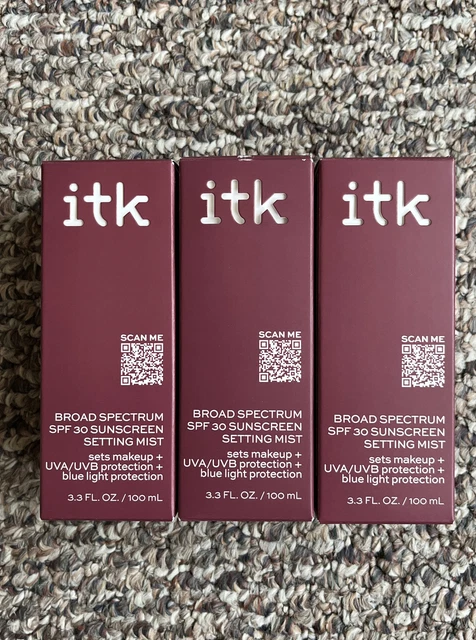 itk
SCAN ME
BROAD SPECTRUM
SPF 30 SUNSCREEN
SETTING MIST
sets makeup +
UVA/UVB protection +
blue light protection
3.3 FL. OZ. / 100 mL
itk
SCAN ME
BROAD SPECTRUM
SPF 30 SUNSCREEN
SETTING MIST
sets makeup +
UVA/UVB protection +
blue light protection
3.3 FL. OZ. / 100 mL
itk
SCAN ME
BROAD SPECTRUM
SPF 30 SUNSCREEN
SETTING MIST
sets makeup +
UVA/UVB protection +
blue light protection
3.3 FL. OZ. / 100 mL